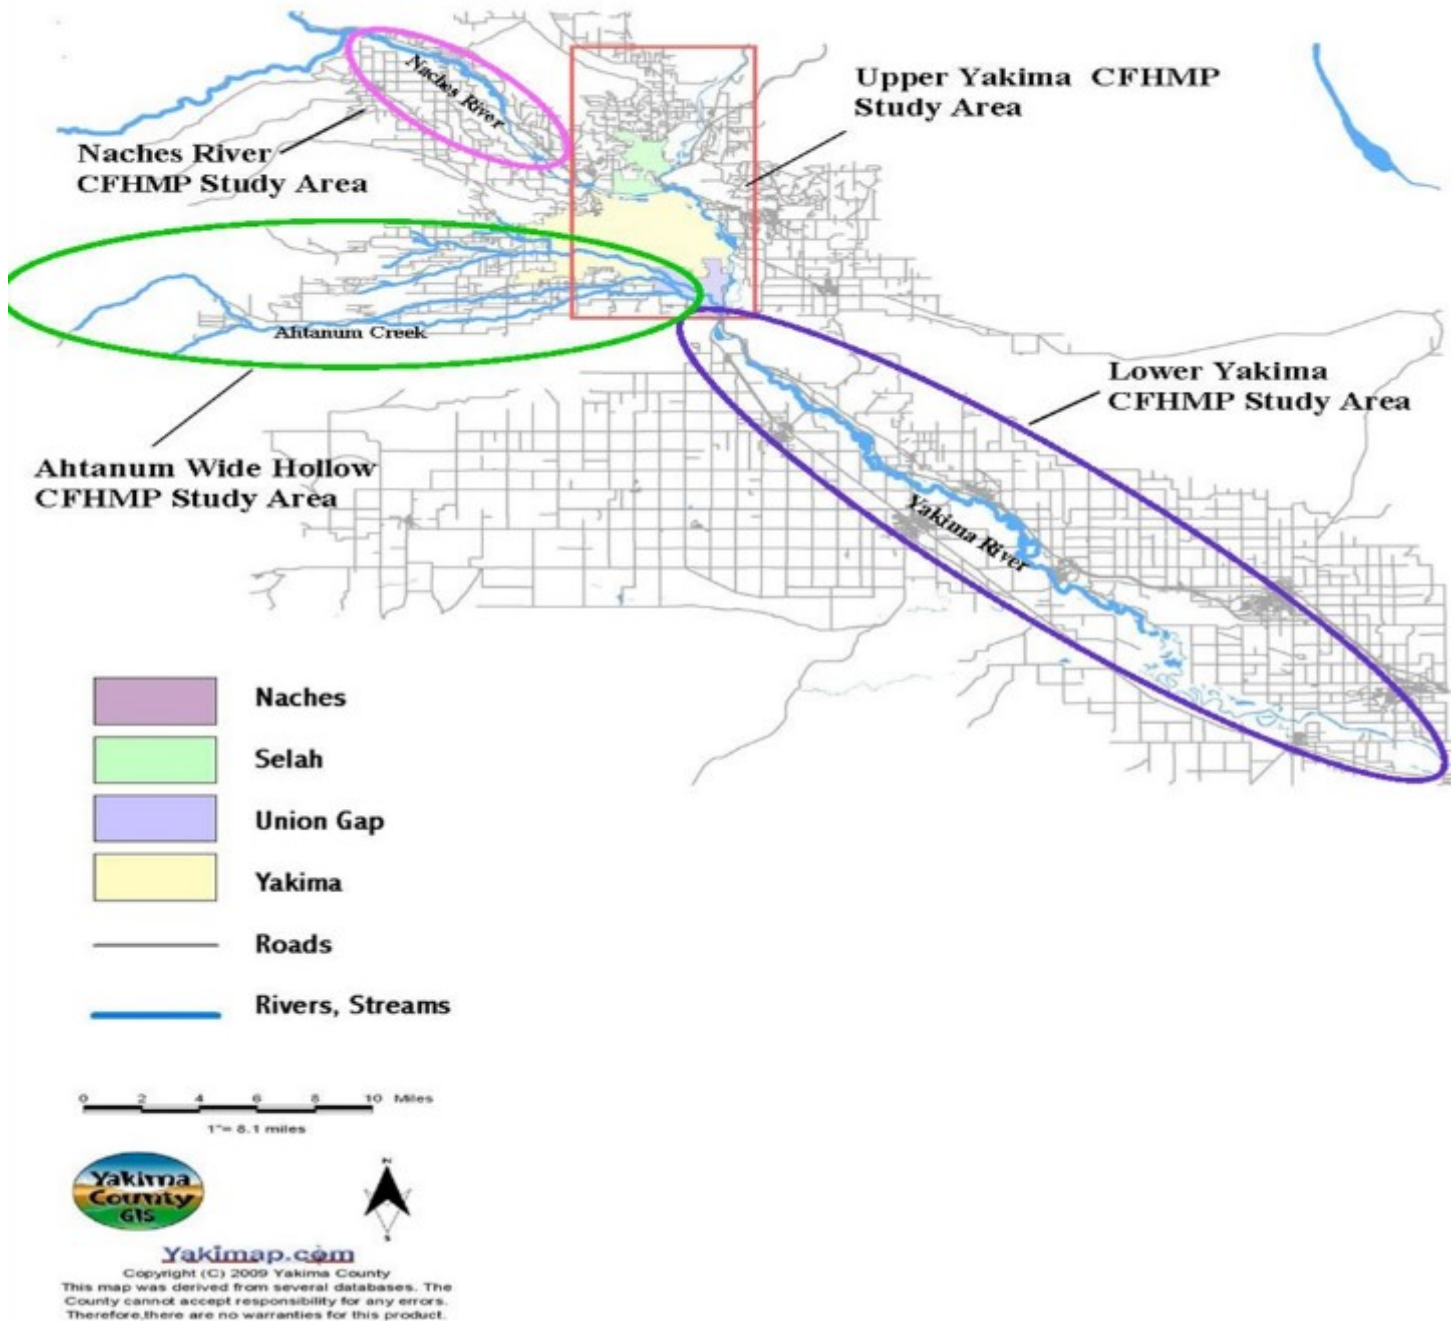 Naches River
Upper Yakima  CFHMP
Study Area
Naches River
CFHMP Study Area
Ahtanum Creek
Lower Yakima
CFHMP Study Area
Ahtanum Wide Hollow
CFHMP Study Area
Yakima River
Naches
Selah
Union Gap
Yakima
Roads
Rivers, Streams
0 2 4 6 8 10 Miles
1"= 8.1 miles
Yakima
County
GIS
N
S
Yakimap.com
Copyright (C) 2009 Yakima County
This map was derived from several databases. The
County cannot accept responsibility for any errors.
Therefore,there are no warranties for this product.